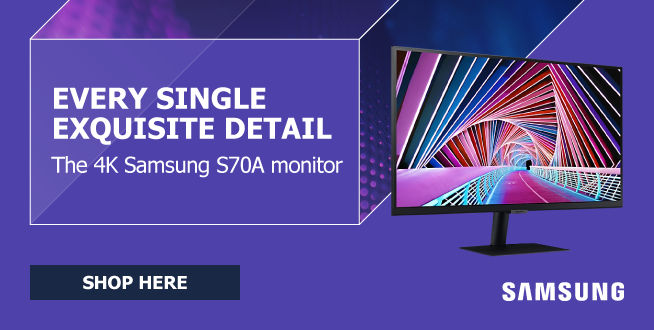 EVERY SINGLE
EXQUISITE DETAIL
The 4K Samsung S70A monitor
SHOP HERE
SAMSUNG